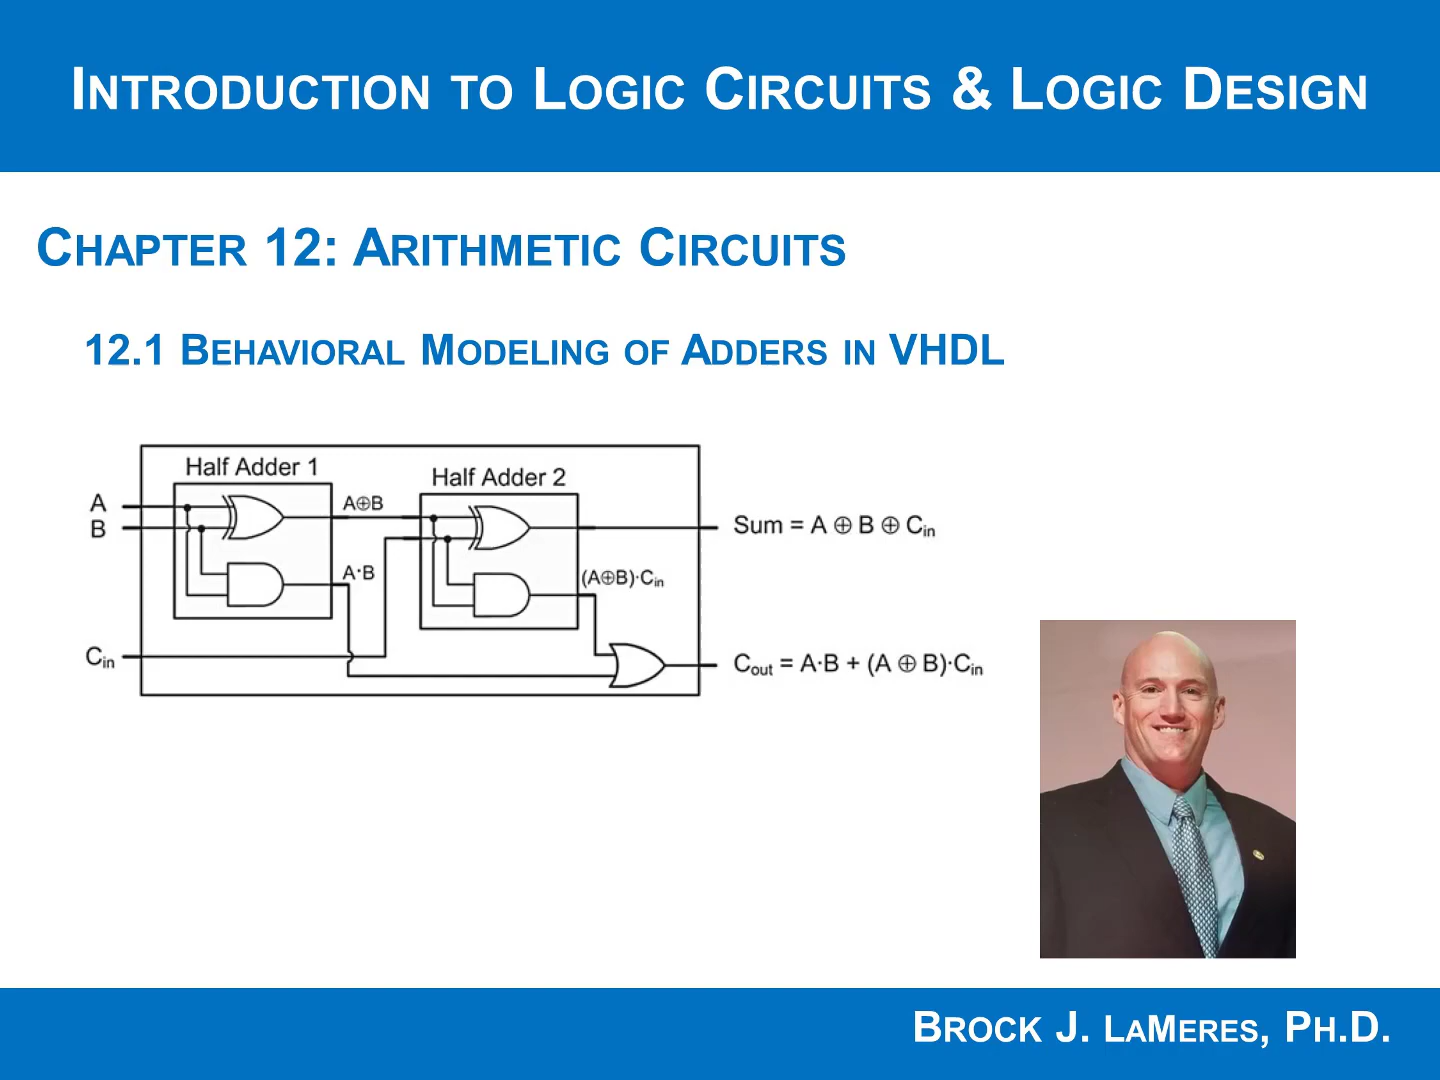 INTRODUCTION TO LOGIC CIRCUITS & LOGIC DESIGN
CHAPTER 12: ARITHMETIC CIRCUITS
12.1 BEHAVIORAL MODELING OF ADDERS IN VHDL
Half Adder 1
Half Adder 2
A
B
A⊕B
Sum = A ⊕ B ⊕ Cin
A·B
(A⊕B)·Cin
Cin
Cout = A·B + (A ⊕ B)·Cin
BROCK J. LAMERES, PH.D.